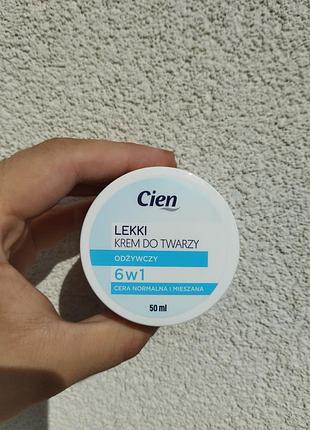 Cien
LEKKI
KREM DO TWARZY
ODŻYWCZY
6 w 1
CERA NORMALNA I MIESZANA
50 ml